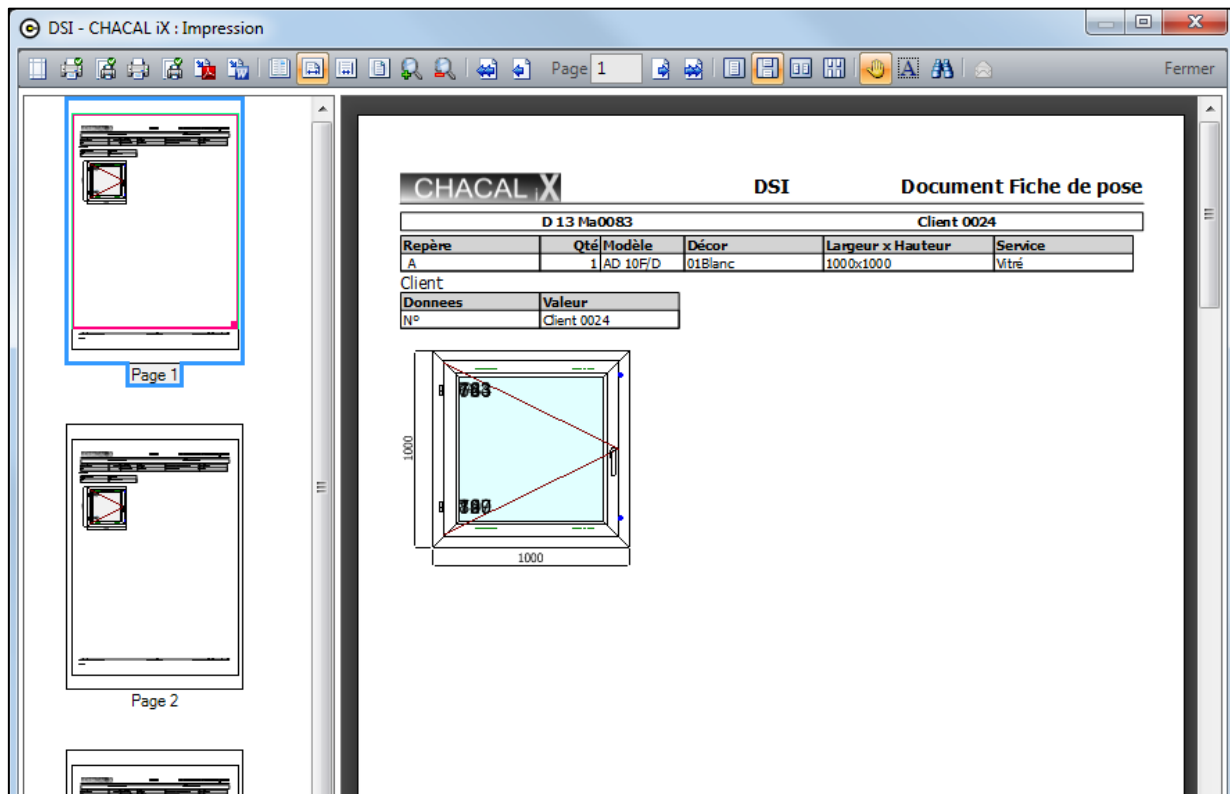 DSI - CHACAL iX : Impression
Page 1 Fermer
Page 1
Page 2
CHACAL iX DSI Document Fiche de pose
D 13 Ma0083 Client 0024
Repère Qté Modèle Décor Largeur x Hauteur Service
A 1 AD 10F/D 01Blanc 1000x1000 Vitré
Client
Donnees Valeur
Nº Client 0024
1000
1000